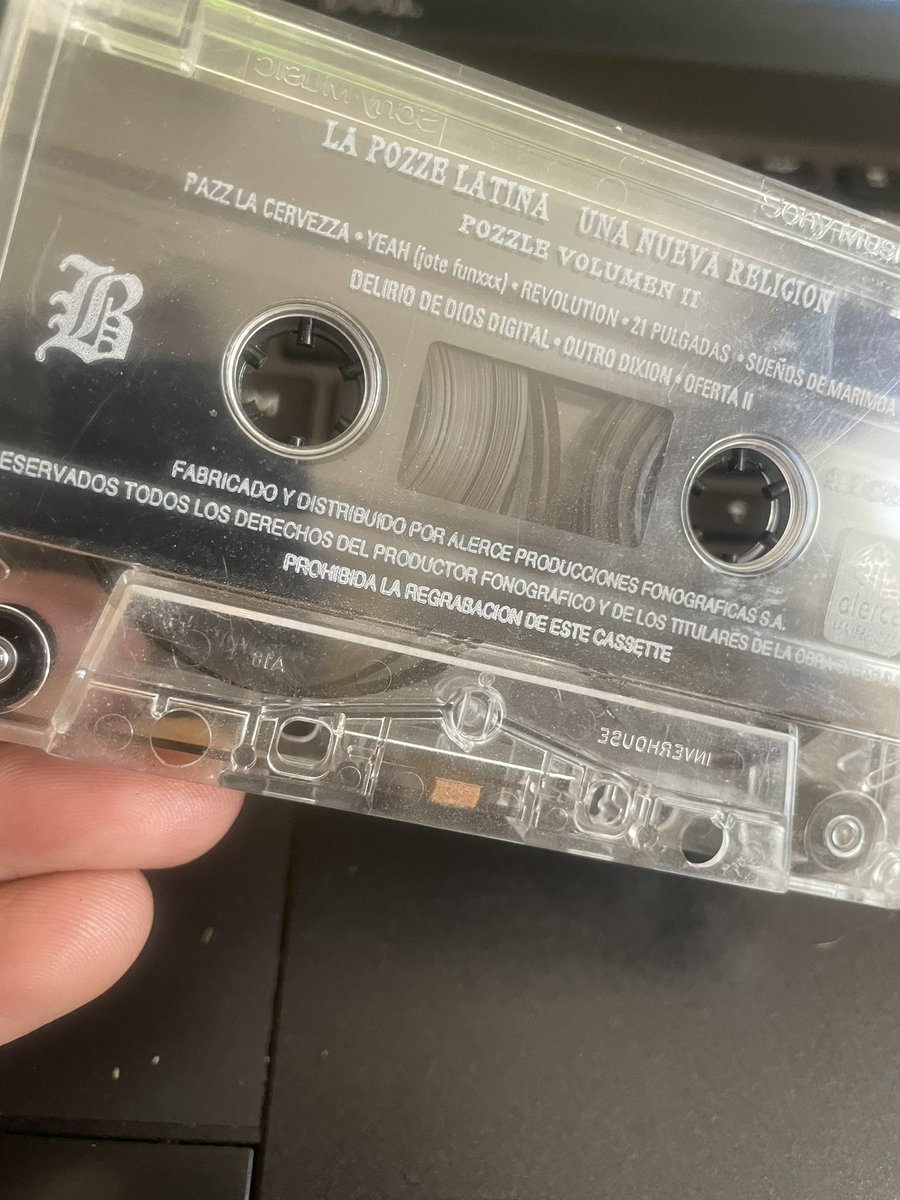 SONY MUSIC
SONY MUSIC
LA POZZE LATINA UNA NUEVA RELIGION
POZZLE VOLUMEN II
PAZZ LA CERVEZZA • YEAH (jote funxxx) • REVOLUTION • 21 PULGADAS • SUEÑOS DE MARIMBA
DELIRIO DE DIOS DIGITAL • OUTRO DIXION • OFERTA II
B
FABRICADO Y DISTRIBUIDO POR ALERCE PRODUCCIONES FONOGRAFICAS S.A.
ESERVADOS TODOS LOS DERECHOS DEL PRODUCTOR FONOGRAFICO Y DE LOS TITULARES DE LA OBRA
PROHIBIDA LA REGRABACION DE ESTE CASSETTE
alerce
INVERHOUSE